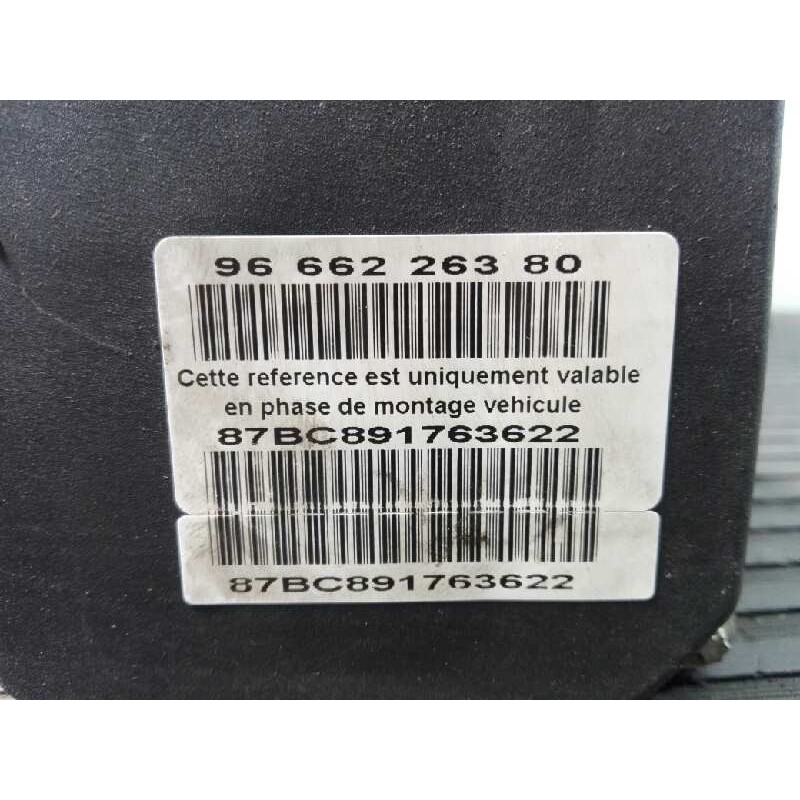 96 662 263 80
Cette reference est uniquement valable
en phase de montage vehicule
87BC891763622
87BC891763622